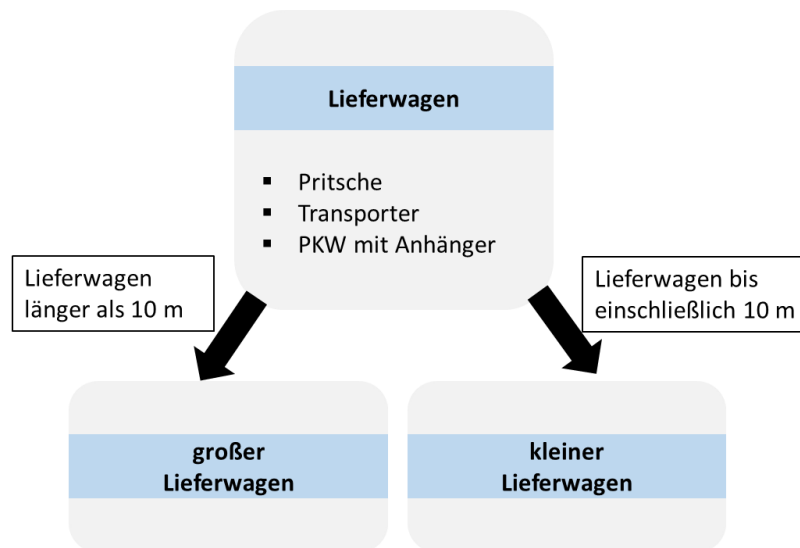 Lieferwagen
▪ Pritsche
▪ Transporter
▪ PKW mit Anhänger
Lieferwagen
länger als 10 m
Lieferwagen bis
einschließlich 10 m
großer
Lieferwagen
kleiner
Lieferwagen